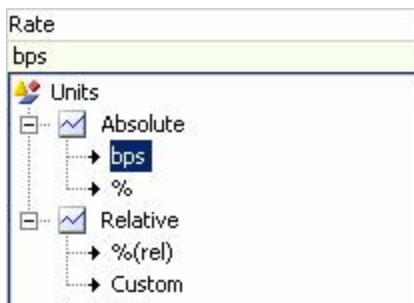 Rate
bps
Units
Absolute
bps
%
Relative
%(rel)
Custom